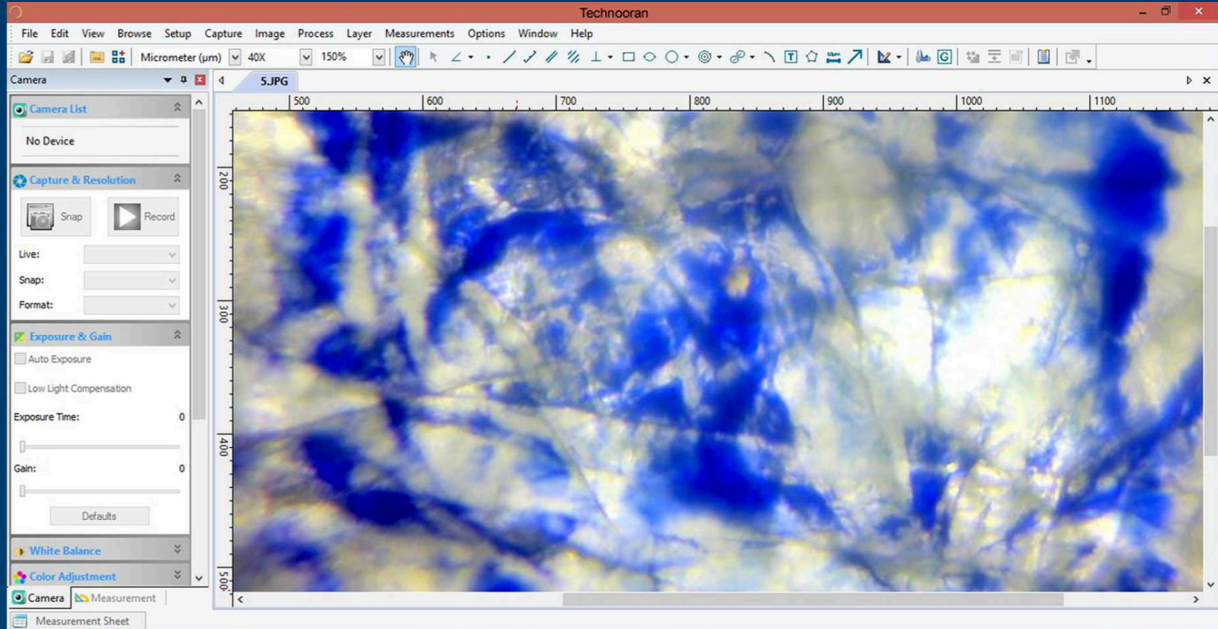 Technooran
File Edit View Browse Setup Capture Image Process Layer Measurements Options Window Help
Micrometer (µm) 40X 150% T G
Camera
5.JPG
Camera List
No Device
Capture & Resolution
Snap Record
Live:
Snap:
Format:
Exposure & Gain
Auto Exposure
Low Light Compensation
Exposure Time: 0
Gain: 0
Defaults
White Balance
Color Adjustment
Camera Measurement
Measurement Sheet
500 600 700 800 900 1000 1100
200
300
400
500